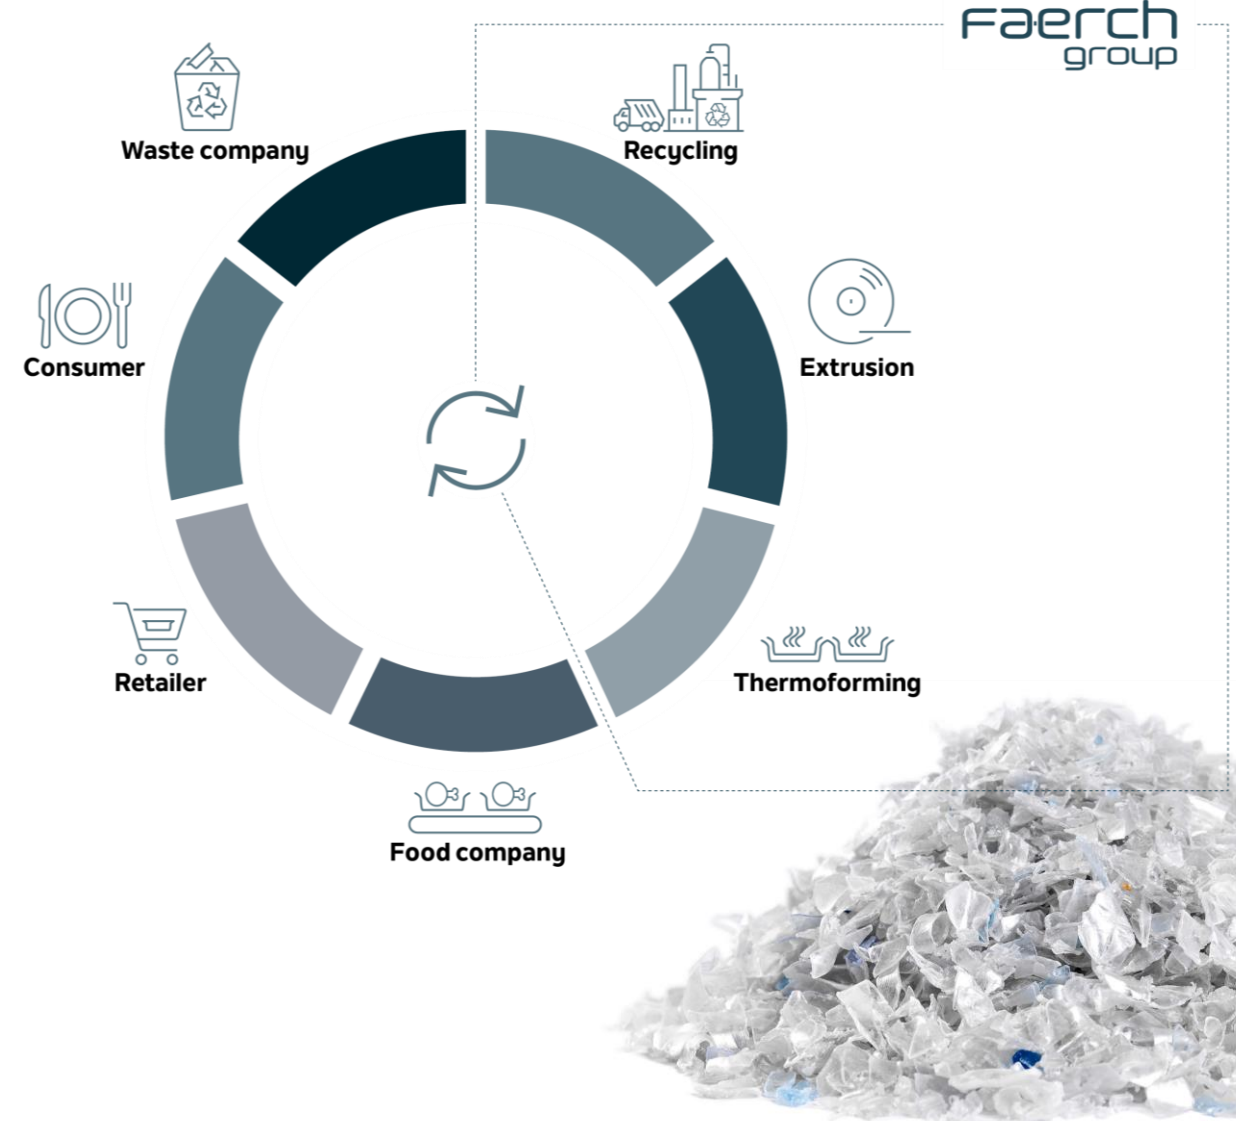 Faerch
group
Waste company
Recycling
Consumer
Extrusion
Retailer
Thermoforming
Food company